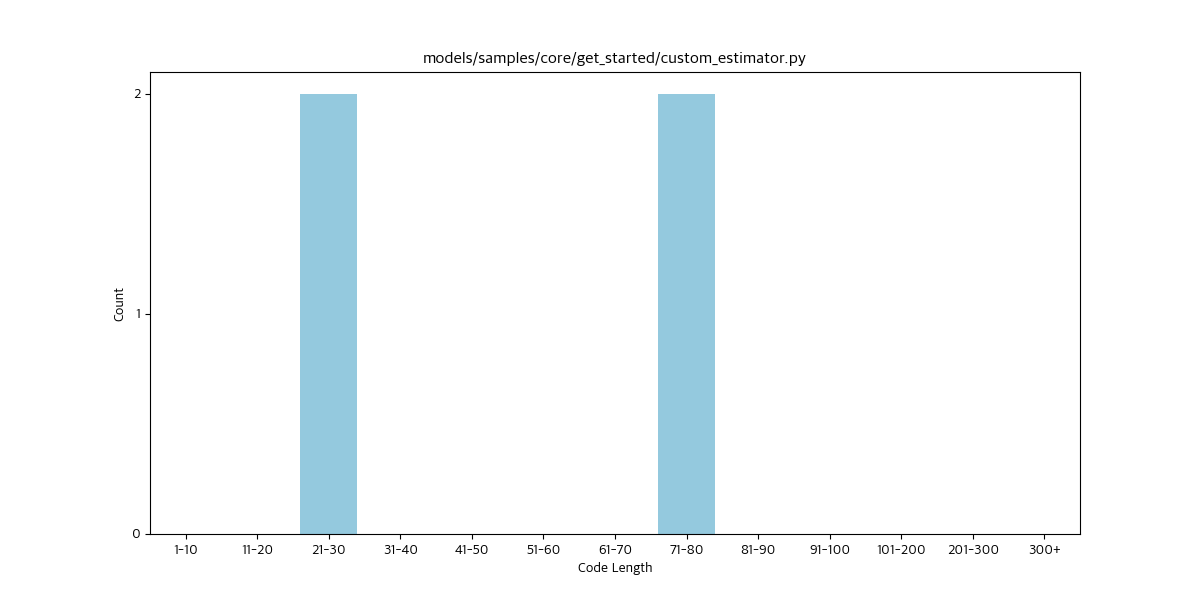 models/samples/core/get_started/custom_estimator.py
2
1
0
Count
1-10 11-20 21-30 31-40 41-50 51-60 61-70 71-80 81-90 91-100 101-200 201-300 300+
Code Length